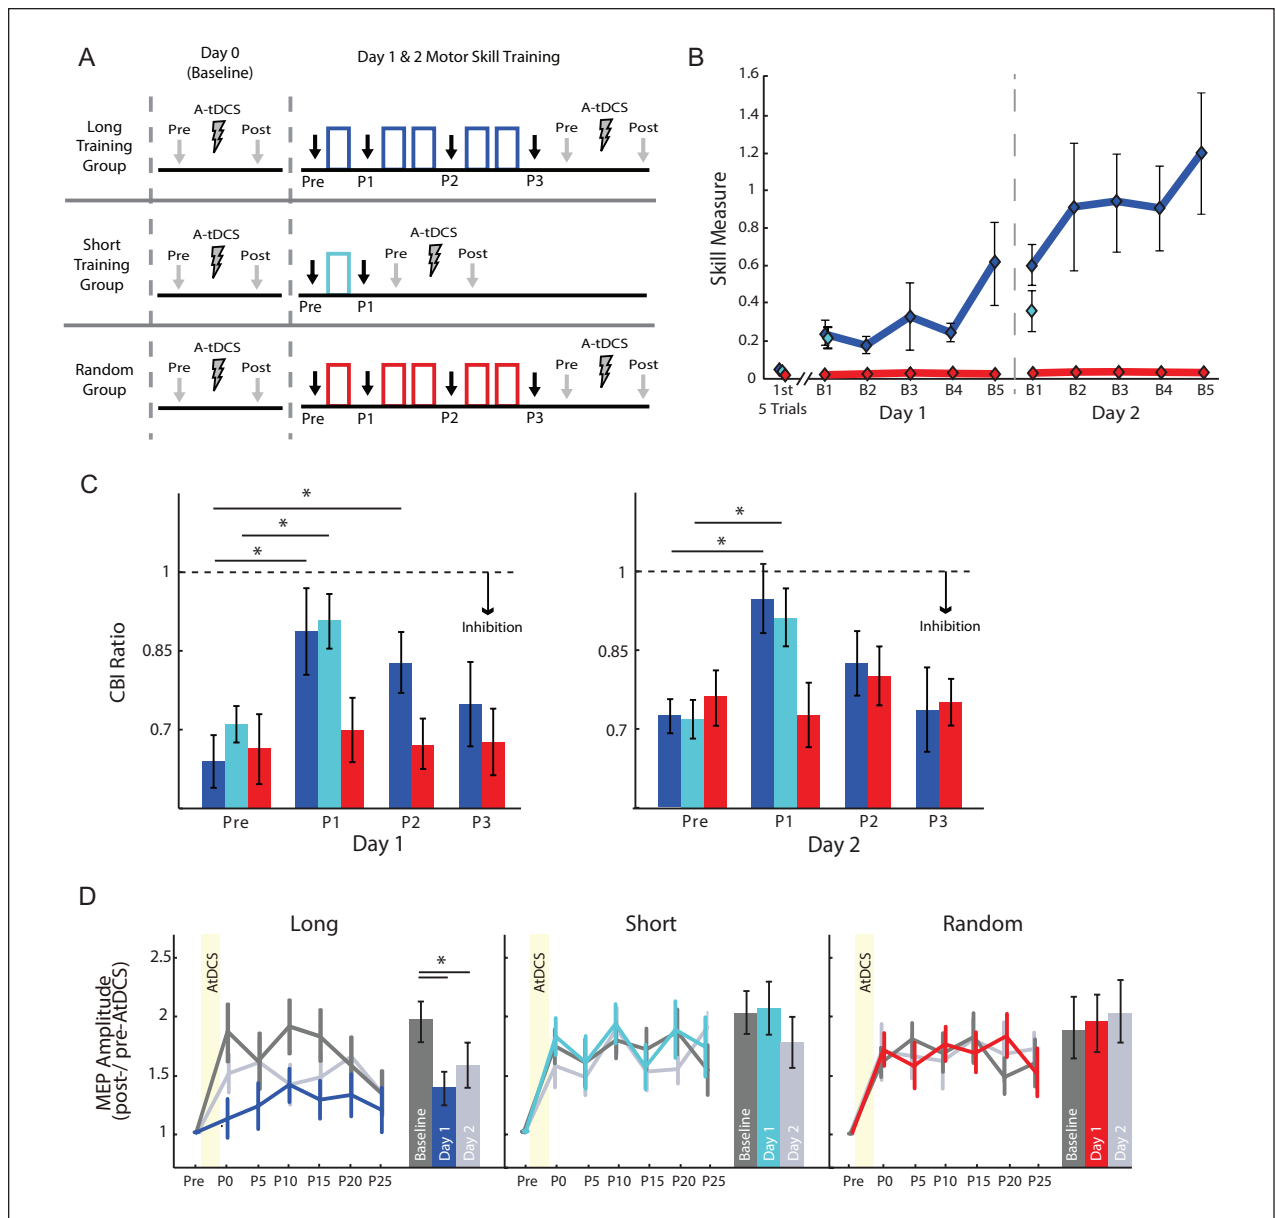 A
Day 0
(Baseline)
Day 1 & 2 Motor Skill Training
Long
Training
Group
Pre
A-tDCS
Post
Pre
P1
P2
P3
Pre
A-tDCS
Post
Short
Training
Group
Pre
A-tDCS
Post
Pre
P1
Pre
A-tDCS
Post
Random
Group
Pre
A-tDCS
Post
Pre
P1
P2
P3
Pre
A-tDCS
Post
B
Skill Measure
1.6
1.4
1.2
1
0.8
0.6
0.4
0.2
0
1st
5 Trials
B1 B2 B3 B4 B5
Day 1
B1 B2 B3 B4 B5
Day 2
C
CBI Ratio
1
0.85
0.7
*
*
*
Inhibition
Pre P1 P2 P3
Day 1
1
0.85
0.7
*
*
Inhibition
Pre P1 P2 P3
Day 2
D
MEP Amplitude
(post-/ pre-AtDCS)
2.5
2
1.5
1
Long
AtDCS
*
Baseline
Day 1
Day 2
Pre P0 P5 P10 P15 P20 P25
Short
AtDCS
Baseline
Day 1
Day 2
Pre P0 P5 P10 P15 P20 P25
Random
AtDCS
Baseline
Day 1
Day 2
Pre P0 P5 P10 P15 P20 P25